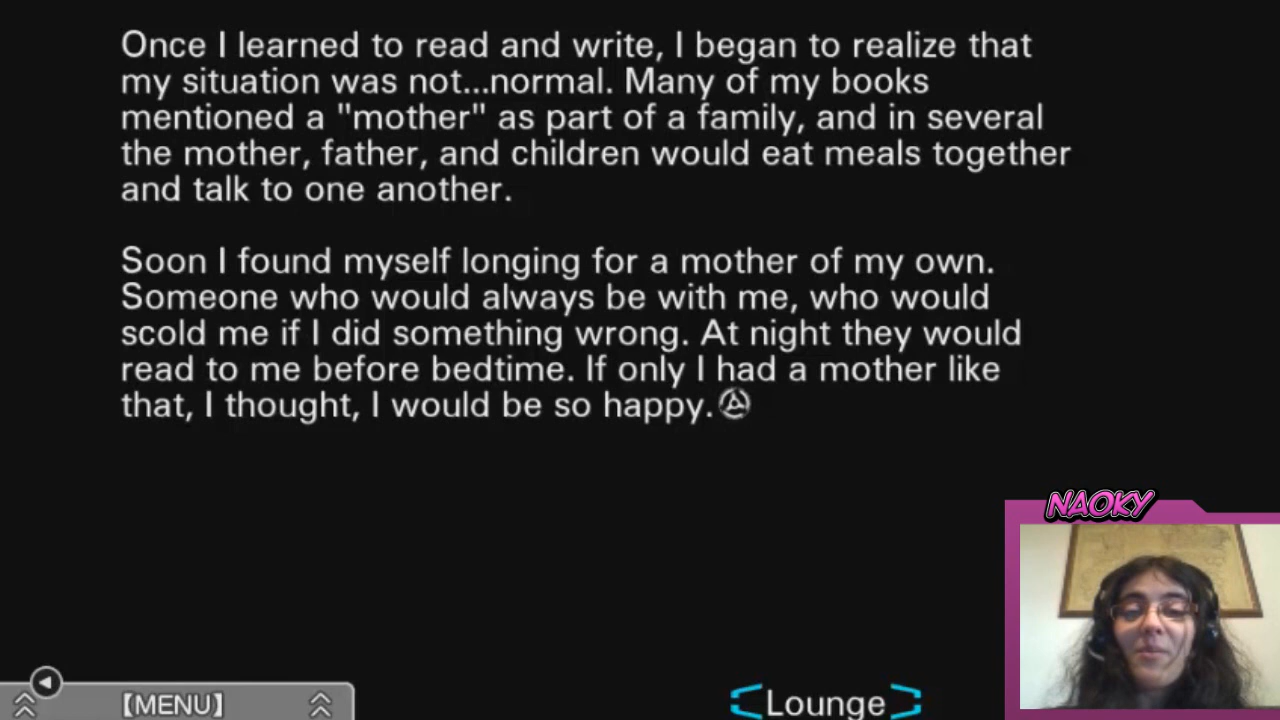 Once I learned to read and write, I began to realize that
my situation was not...normal. Many of my books
mentioned a "mother" as part of a family, and in several
the mother, father, and children would eat meals together
and talk to one another.
Soon I found myself longing for a mother of my own.
Someone who would always be with me, who would
scold me if I did something wrong. At night they would
read to me before bedtime. If only I had a mother like
that, I thought, I would be so happy.
NAOKY
【MENU】
Lounge